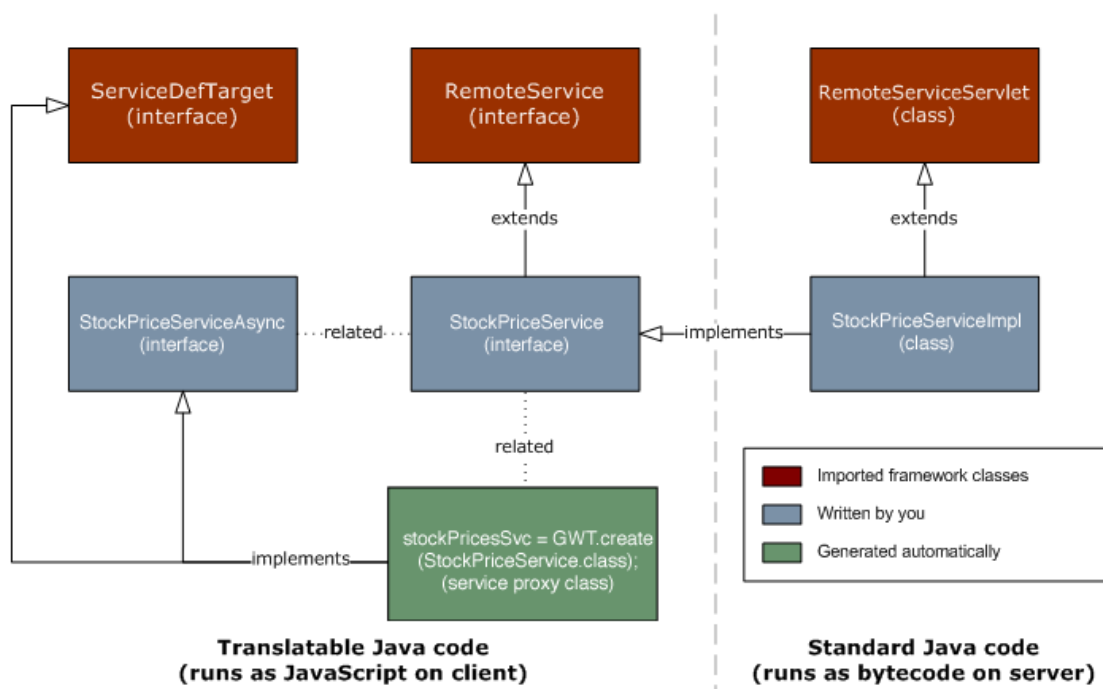 ServiceDefTarget
(interface)
RemoteService
(interface)
RemoteServiceServlet
(class)
extends
extends
StockPriceServiceAsync
(interface)
related
StockPriceService
(interface)
implements
StockPriceServiceImpl
(class)
related
Imported framework classes
Written by you
Generated automatically
stockPricesSvc = GWT.create
(StockPriceService.class);
(service proxy class)
implements
Translatable Java code
(runs as JavaScript on client)
Standard Java code
(runs as bytecode on server)